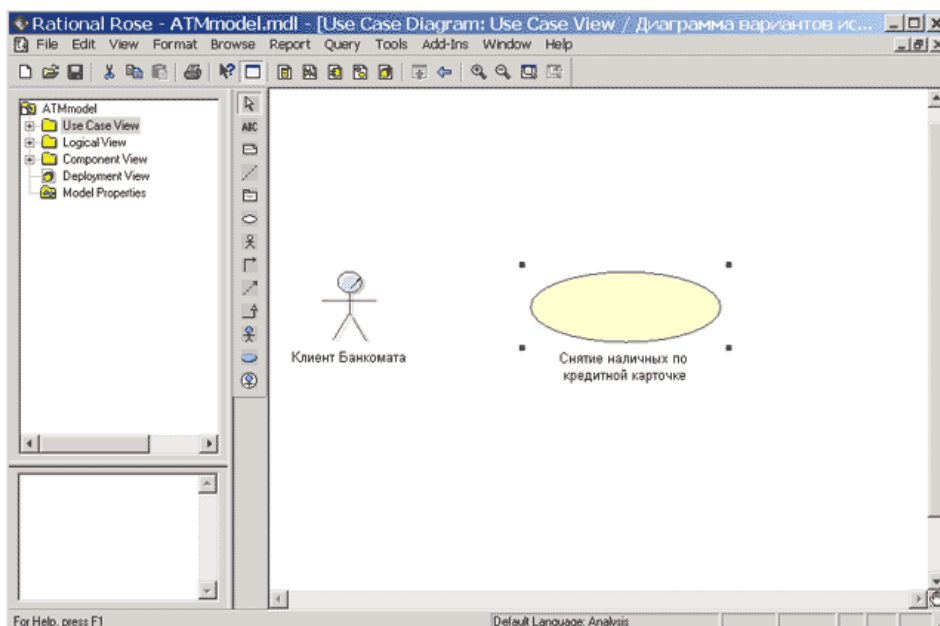 Rational Rose - ATMmodel.mdl - [Use Case Diagram: Use Case View / Диаграмма вариантов ис...
File Edit View Format Browse Report Query Tools Add-Ins Window Help
ATMmodel
Use Case View
Logical View
Component View
Deployment View
Model Properties
ABC
Клиент Банкомата
Снятие наличных по
кредитной карточке
For Help, press F1
Default Language: Analysis